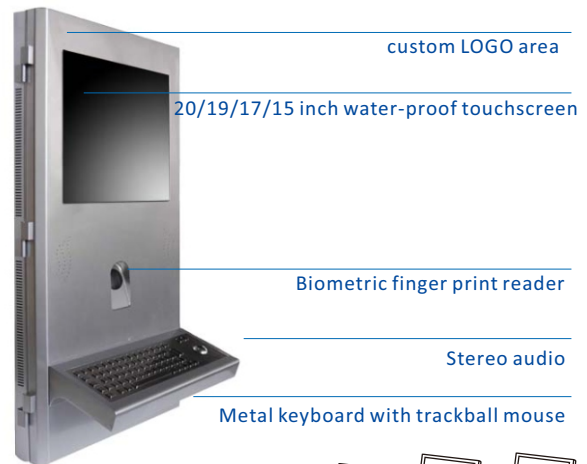 custom LOGO area
20/19/17/15 inch water-proof touchscreen
Biometric finger print reader
Stereo audio
Metal keyboard with trackball mouse